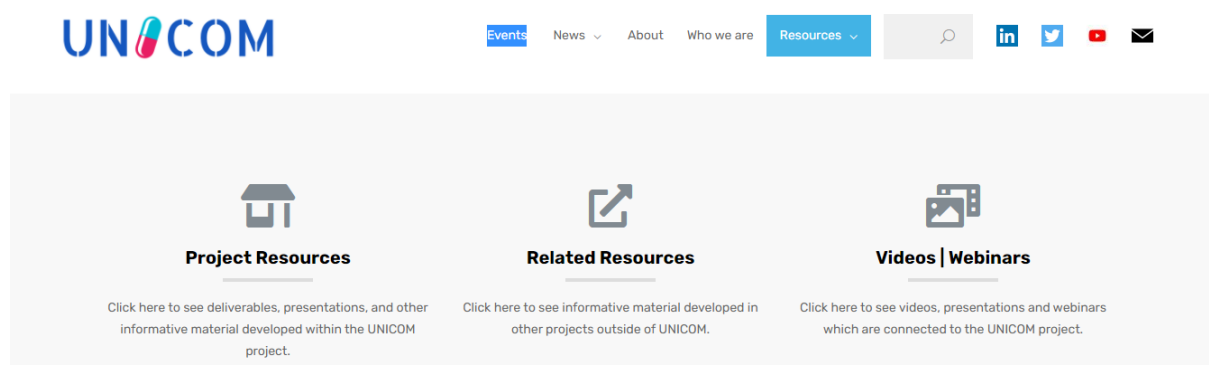 UNICOM
Events News About Who we are Resources
Project Resources
Click here to see deliverables, presentations, and other
informative material developed within the UNICOM
project.
Related Resources
Click here to see informative material developed in
other projects outside of UNICOM.
Videos | Webinars
Click here to see videos, presentations and webinars
which are connected to the UNICOM project.